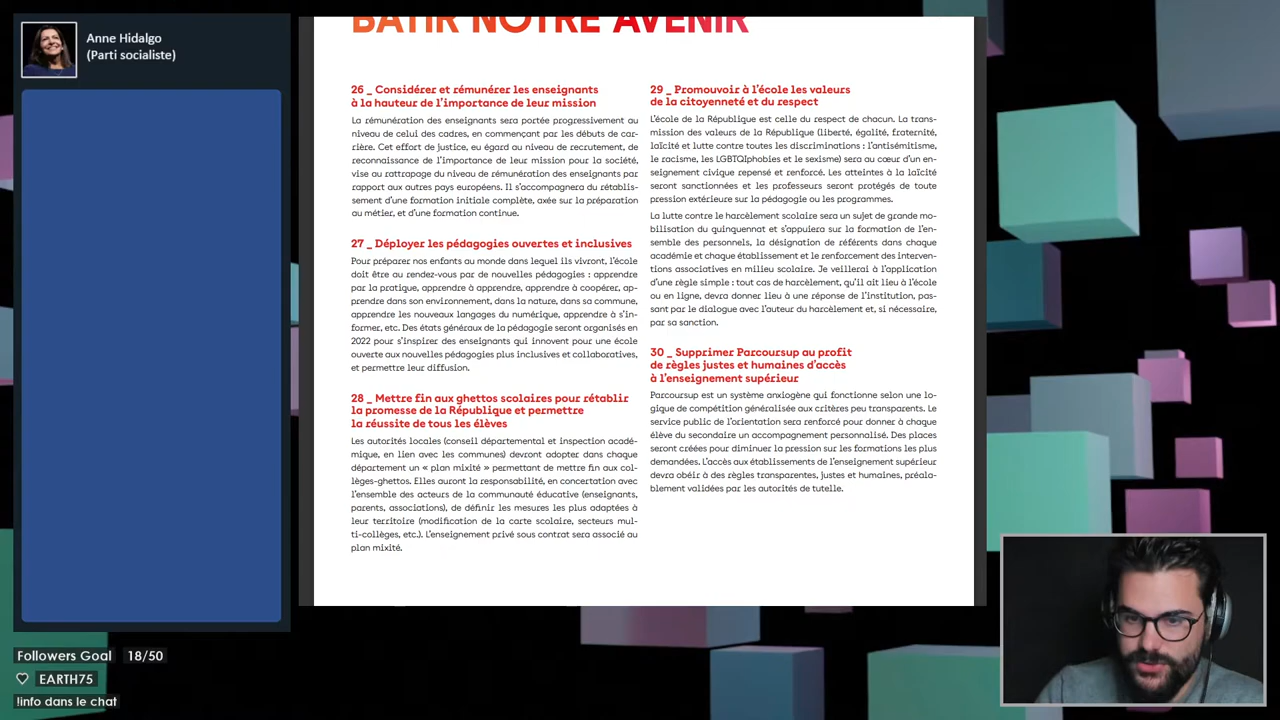 Anne Hidalgo
(Parti socialiste)
BÂTIR NOTRE AVENIR
26 _ Considérer et rémunérer les enseignants
à la hauteur de l'importance de leur mission
La rémunération des enseignants sera portée progressivement au
niveau de celui des cadres, en commençant par les débuts de car-
rière. Cet effort de justice, eu égard au niveau de recrutement, de
reconnaissance de l'importance de leur mission pour la société,
vise au rattrapage du niveau de rémunération des enseignants par
rapport aux autres pays européens. Il s'accompagnera du rétablis-
sement d'une formation initiale complète, axée sur la préparation
au métier, et d'une formation continue.
27 _ Déployer les pédagogies ouvertes et inclusives
Pour préparer nos enfants au monde dans lequel ils vivront, l'école
doit être au rendez-vous par de nouvelles pédagogies : apprendre
par la pratique, apprendre à apprendre, apprendre à coopérer, ap-
prendre dans son environnement, dans la nature, dans sa commune,
apprendre les nouveaux langages du numérique, apprendre à s'in-
former, etc. Des états généraux de la pédagogie seront organisés en
2022 pour s'inspirer des enseignants qui innovent pour une école
ouverte aux nouvelles pédagogies plus inclusives et collaboratives,
et permettre leur diffusion.
28 _ Mettre fin aux ghettos scolaires pour rétablir
la promesse de la République et permettre
la réussite de tous les élèves
Les autorités locales (conseil départemental et inspection acadé-
mique, en lien avec les communes) devront adopter dans chaque
département un « plan mixité » permettant de mettre fin aux col-
lèges-ghettos. Elles auront la responsabilité, en concertation avec
l'ensemble des acteurs de la communauté éducative (enseignants,
parents, associations), de définir les mesures les plus adaptées à
leur territoire (modification de la carte scolaire, secteurs mul-
ti-collèges, etc.). L'enseignement privé sous contrat sera associé au
plan mixité.
29 _ Promouvoir à l'école les valeurs
de la citoyenneté et du respect
L'école de la République est celle du respect de chacun. La trans-
mission des valeurs de la République (liberté, égalité, fraternité,
laïcité et lutte contre toutes les discriminations : l'antisémitisme,
le racisme, les LGBTQIphobies et le sexisme) sera au cœur d'un en-
seignement civique repensé et renforcé. Les atteintes à la laïcité
seront sanctionnées et les professeurs seront protégés de toute
pression extérieure sur la pédagogie ou les programmes.
La lutte contre le harcèlement scolaire sera un sujet de grande mo-
bilisation du quinquennat et s'appuiera sur la formation de l'en-
semble des personnels, la désignation de référents dans chaque
académie et chaque établissement et le renforcement des interven-
tions associatives en milieu scolaire. Je veillerai à l'application
d'une règle simple : tout cas de harcèlement, qu'il ait lieu à l'école
ou en ligne, devra donner lieu à une réponse de l'institution, pas-
sant par le dialogue avec l'auteur du harcèlement et, si nécessaire,
par sa sanction.
30 _ Supprimer Parcoursup au profit
de règles justes et humaines d'accès
à l'enseignement supérieur
Parcoursup est un système anxiogène qui fonctionne selon une lo-
gique de compétition généralisée aux critères peu transparents. Le
service public de l'orientation sera renforcé pour donner à chaque
élève du secondaire un accompagnement personnalisé. Des places
seront créées pour diminuer la pression sur les formations les plus
demandées. L'accès aux établissements de l'enseignement supérieur
devra obéir à des règles transparentes, justes et humaines, préala-
blement validées par les autorités de tutelle.
Followers Goal 18/50
EARTH75
!info dans le chat